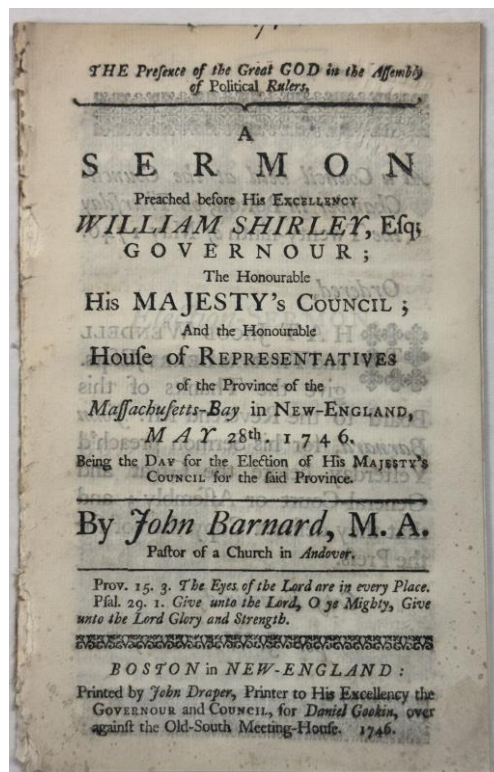 THE Preſence of the Great GOD in the Aſſembly
of Political Rulers.
A
SERMON
Preached before His EXCELLENCY
WILLIAM SHIRLEY, Eſq;
GOVERNOUR;
The Honourable
His MAJESTY's COUNCIL;
And the Honourable
Houſe of REPRESENTATIVES
of the Province of the
Maſſachuſetts-Bay in NEW-ENGLAND,
MAY 28th. 1746.
Being the DAY for the Election of His MAJESTY's
COUNCIL for the ſaid Province.
By John Barnard, M. A.
Paſtor of a Church in Andover.
Prov. 15. 3. The Eyes of the Lord are in every Place.
Pſal. 29. 1. Give unto the Lord, O ye Mighty, Give
unto the Lord Glory and Strength.
BOSTON in NEW-ENGLAND:
Printed by John Draper, Printer to His Excellency the
GOVERNOUR and COUNCIL, for Daniel Gookin, over
againſt the Old-South Meeting-Houſe. 1746.